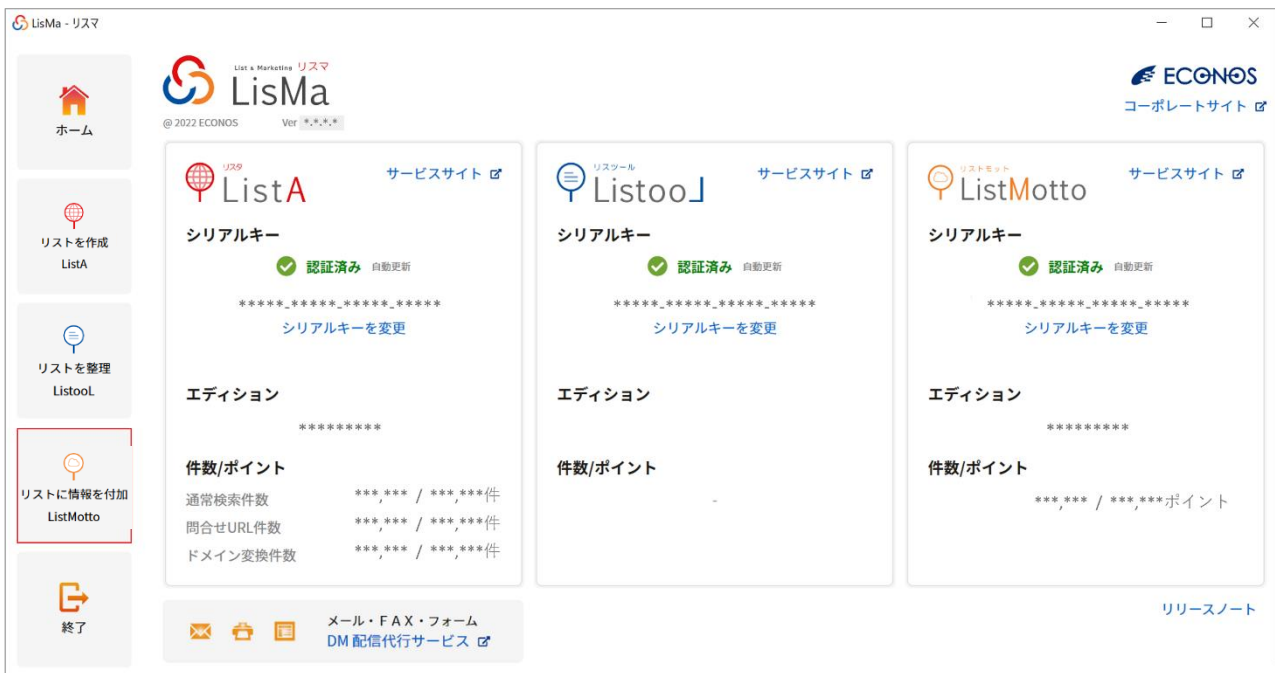 LisMa - リスマ
ホーム
リストを作成
ListA
リストを整理
ListooL
リストに情報を付加
ListMotto
終了
List & Marketing リスマ
LisMa
@ 2022 ECONOS Ver *.*.*.*
ECONOS
コーポレートサイト
リスタ
ListA
サービスサイト
シリアルキー
認証済み 自動更新
*****-*****-*****-*****
シリアルキーを変更
エディション
*********
件数/ポイント
通常検索件数 ***,*** / ***,***件
問合せURL件数 ***,*** / ***,***件
ドメイン変換件数 ***,*** / ***,***件
リスツール
ListooL
サービスサイト
シリアルキー
認証済み 自動更新
*****-*****-*****-*****
シリアルキーを変更
エディション
件数/ポイント
-
リストモット
ListMotto
サービスサイト
シリアルキー
認証済み 自動更新
*****-*****-*****-*****
シリアルキーを変更
エディション
*********
件数/ポイント
***,*** / ***,***ポイント
メール・ＦＡＸ・フォーム
DM 配信代行サービス
リリースノート